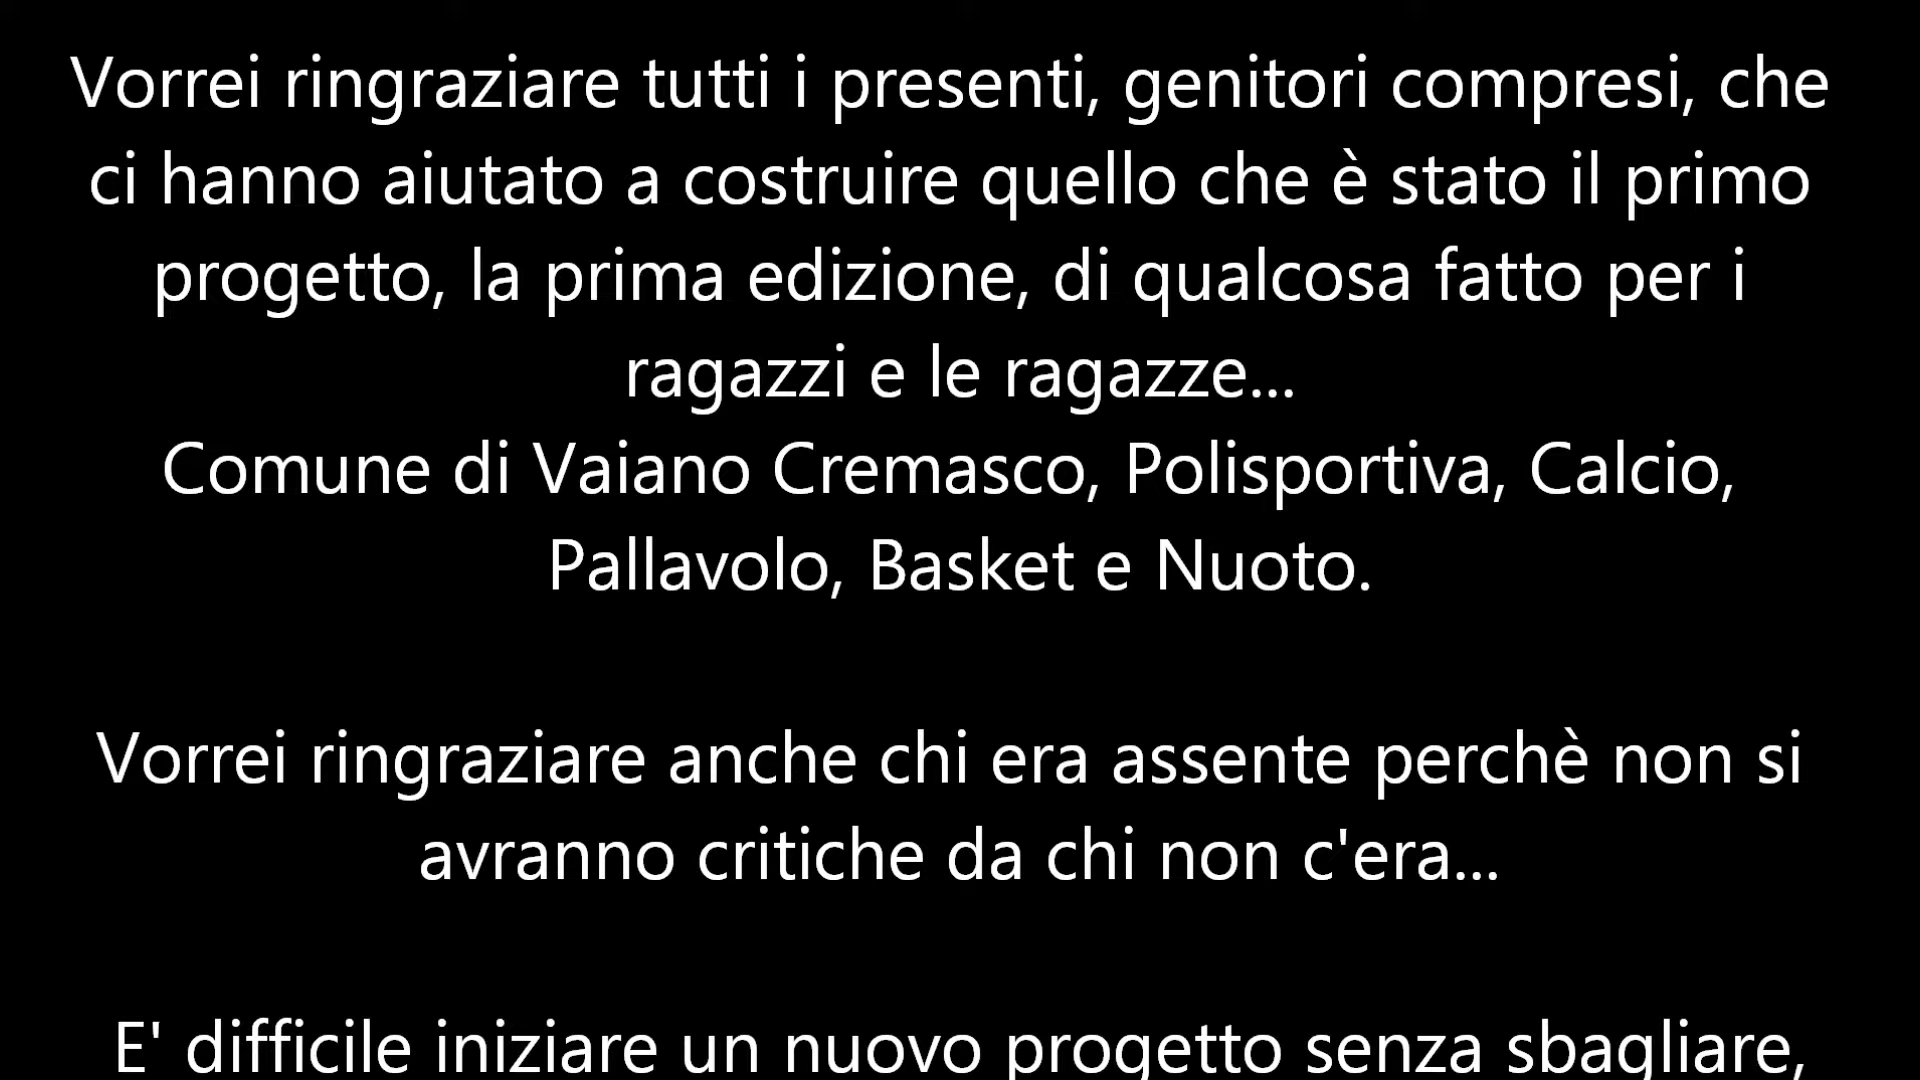 Vorrei ringraziare tutti i presenti, genitori compresi, che
ci hanno aiutato a costruire quello che è stato il primo
progetto, la prima edizione, di qualcosa fatto per i
ragazzi e le ragazze...
Comune di Vaiano Cremasco, Polisportiva, Calcio,
Pallavolo, Basket e Nuoto.
Vorrei ringraziare anche chi era assente perchè non si
avranno critiche da chi non c'era...
E' difficile iniziare un nuovo progetto senza sbagliare,